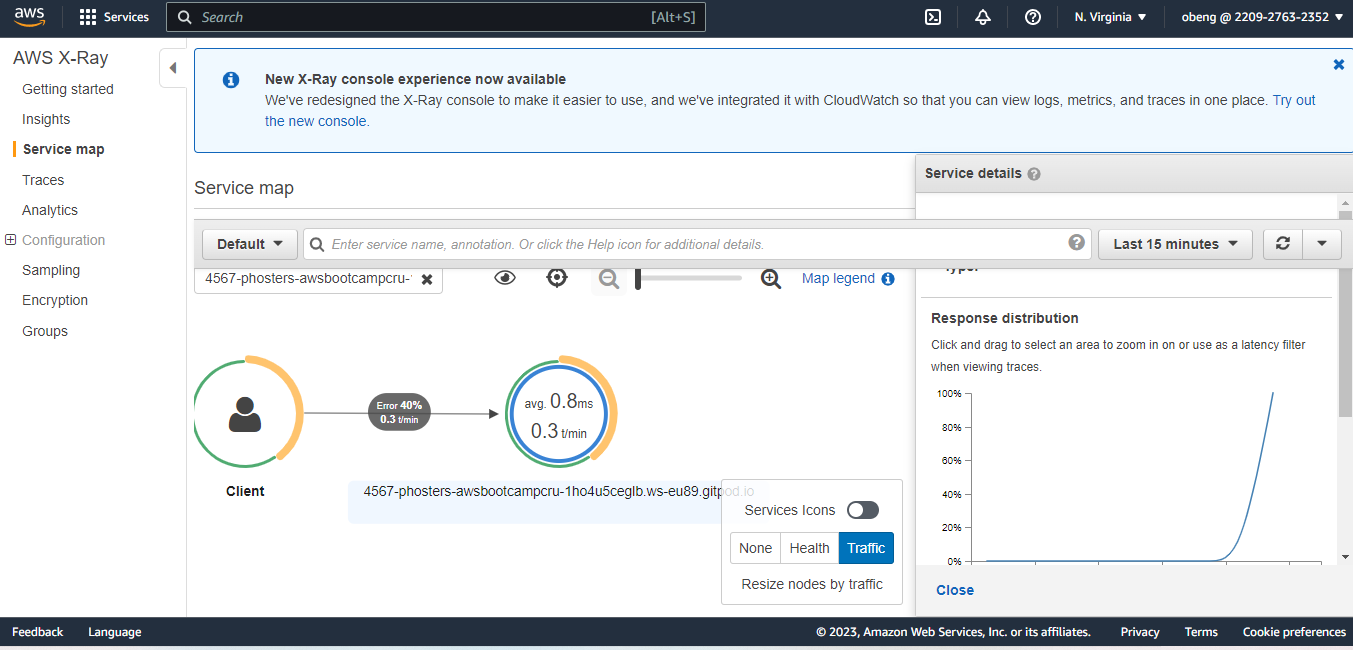 aws
Services
Search
[Alt+S]
N. Virginia
obeng @ 2209-2763-2352
AWS X-Ray
Getting started
Insights
Service map
Traces
Analytics
Configuration
Sampling
Encryption
Groups
New X-Ray console experience now available
We've redesigned the X-Ray console to make it easier to use, and we've integrated it with CloudWatch so that you can view logs, metrics, and traces in one place. Try out
the new console.
Service map
Default
Enter service name, annotation. Or click the Help icon for additional details.
Last 15 minutes
4567-phosters-awsbootcampcru-
Map legend
Error 40%
0.3 t/min
avg. 0.8ms
0.3 t/min
Client
4567-phosters-awsbootcampcru-1ho4u5ceglb.ws-eu89.gitpod.io
Services Icons
None
Health
Traffic
Resize nodes by traffic
Service details
Response distribution
Click and drag to select an area to zoom in on or use as a latency filter
when viewing traces.
100%
80%
60%
40%
20%
0%
Close
Feedback
Language
© 2023, Amazon Web Services, Inc. or its affiliates.
Privacy
Terms
Cookie preferences